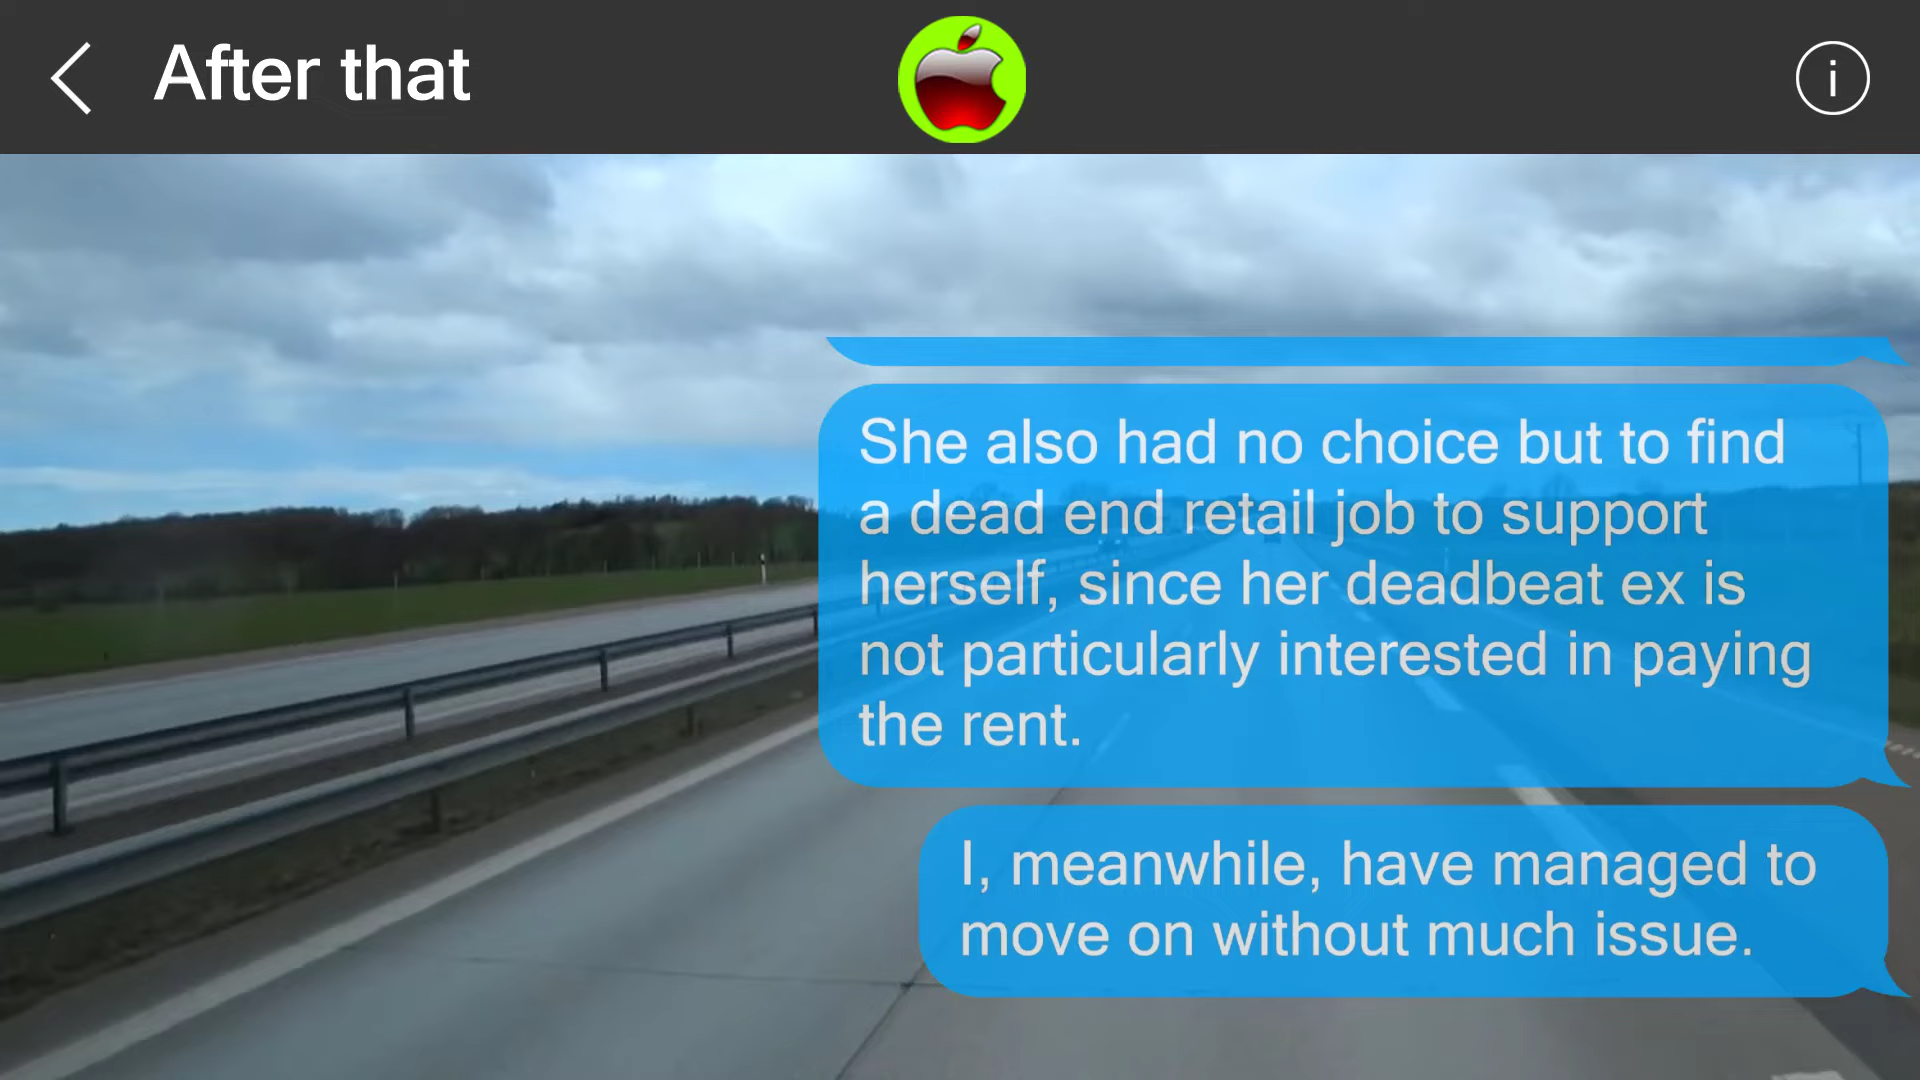 After that
She also had no choice but to find
a dead end retail job to support
herself, since her deadbeat ex is
not particularly interested in paying
the rent.
I, meanwhile, have managed to
move on without much issue.